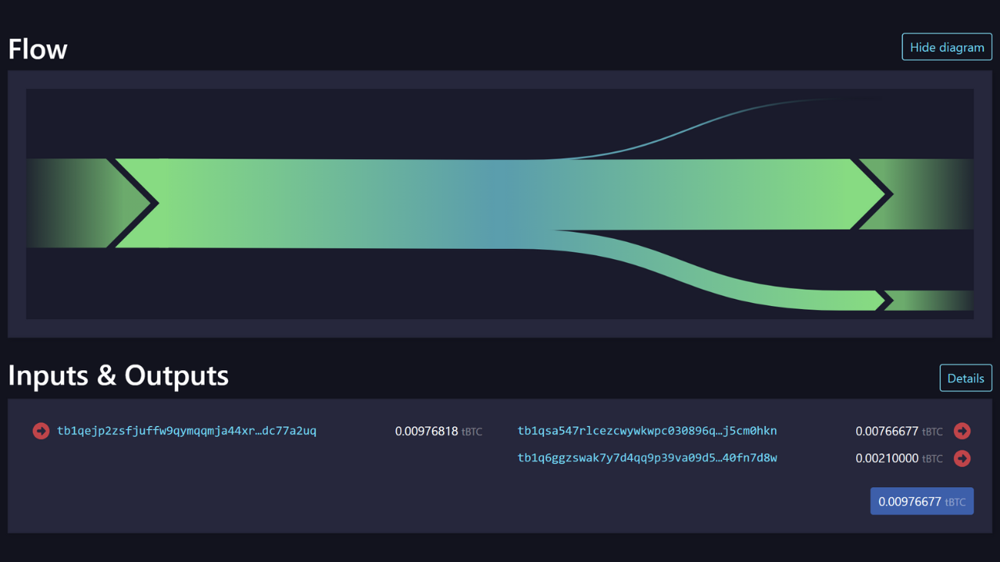 Flow
Hide diagram
Inputs & Outputs
Details
tb1qejp2zsfjuffw9qymqqmja44xr…dc77a2uq 0.00976818 tBTC
tb1qsa547rlcezcwywkwpc030896q…j5cm0hkn 0.00766677 tBTC
tb1q6ggzswak7y7d4qq9p39va09d5…40fn7d8w 0.00210000 tBTC
0.00976677 tBTC